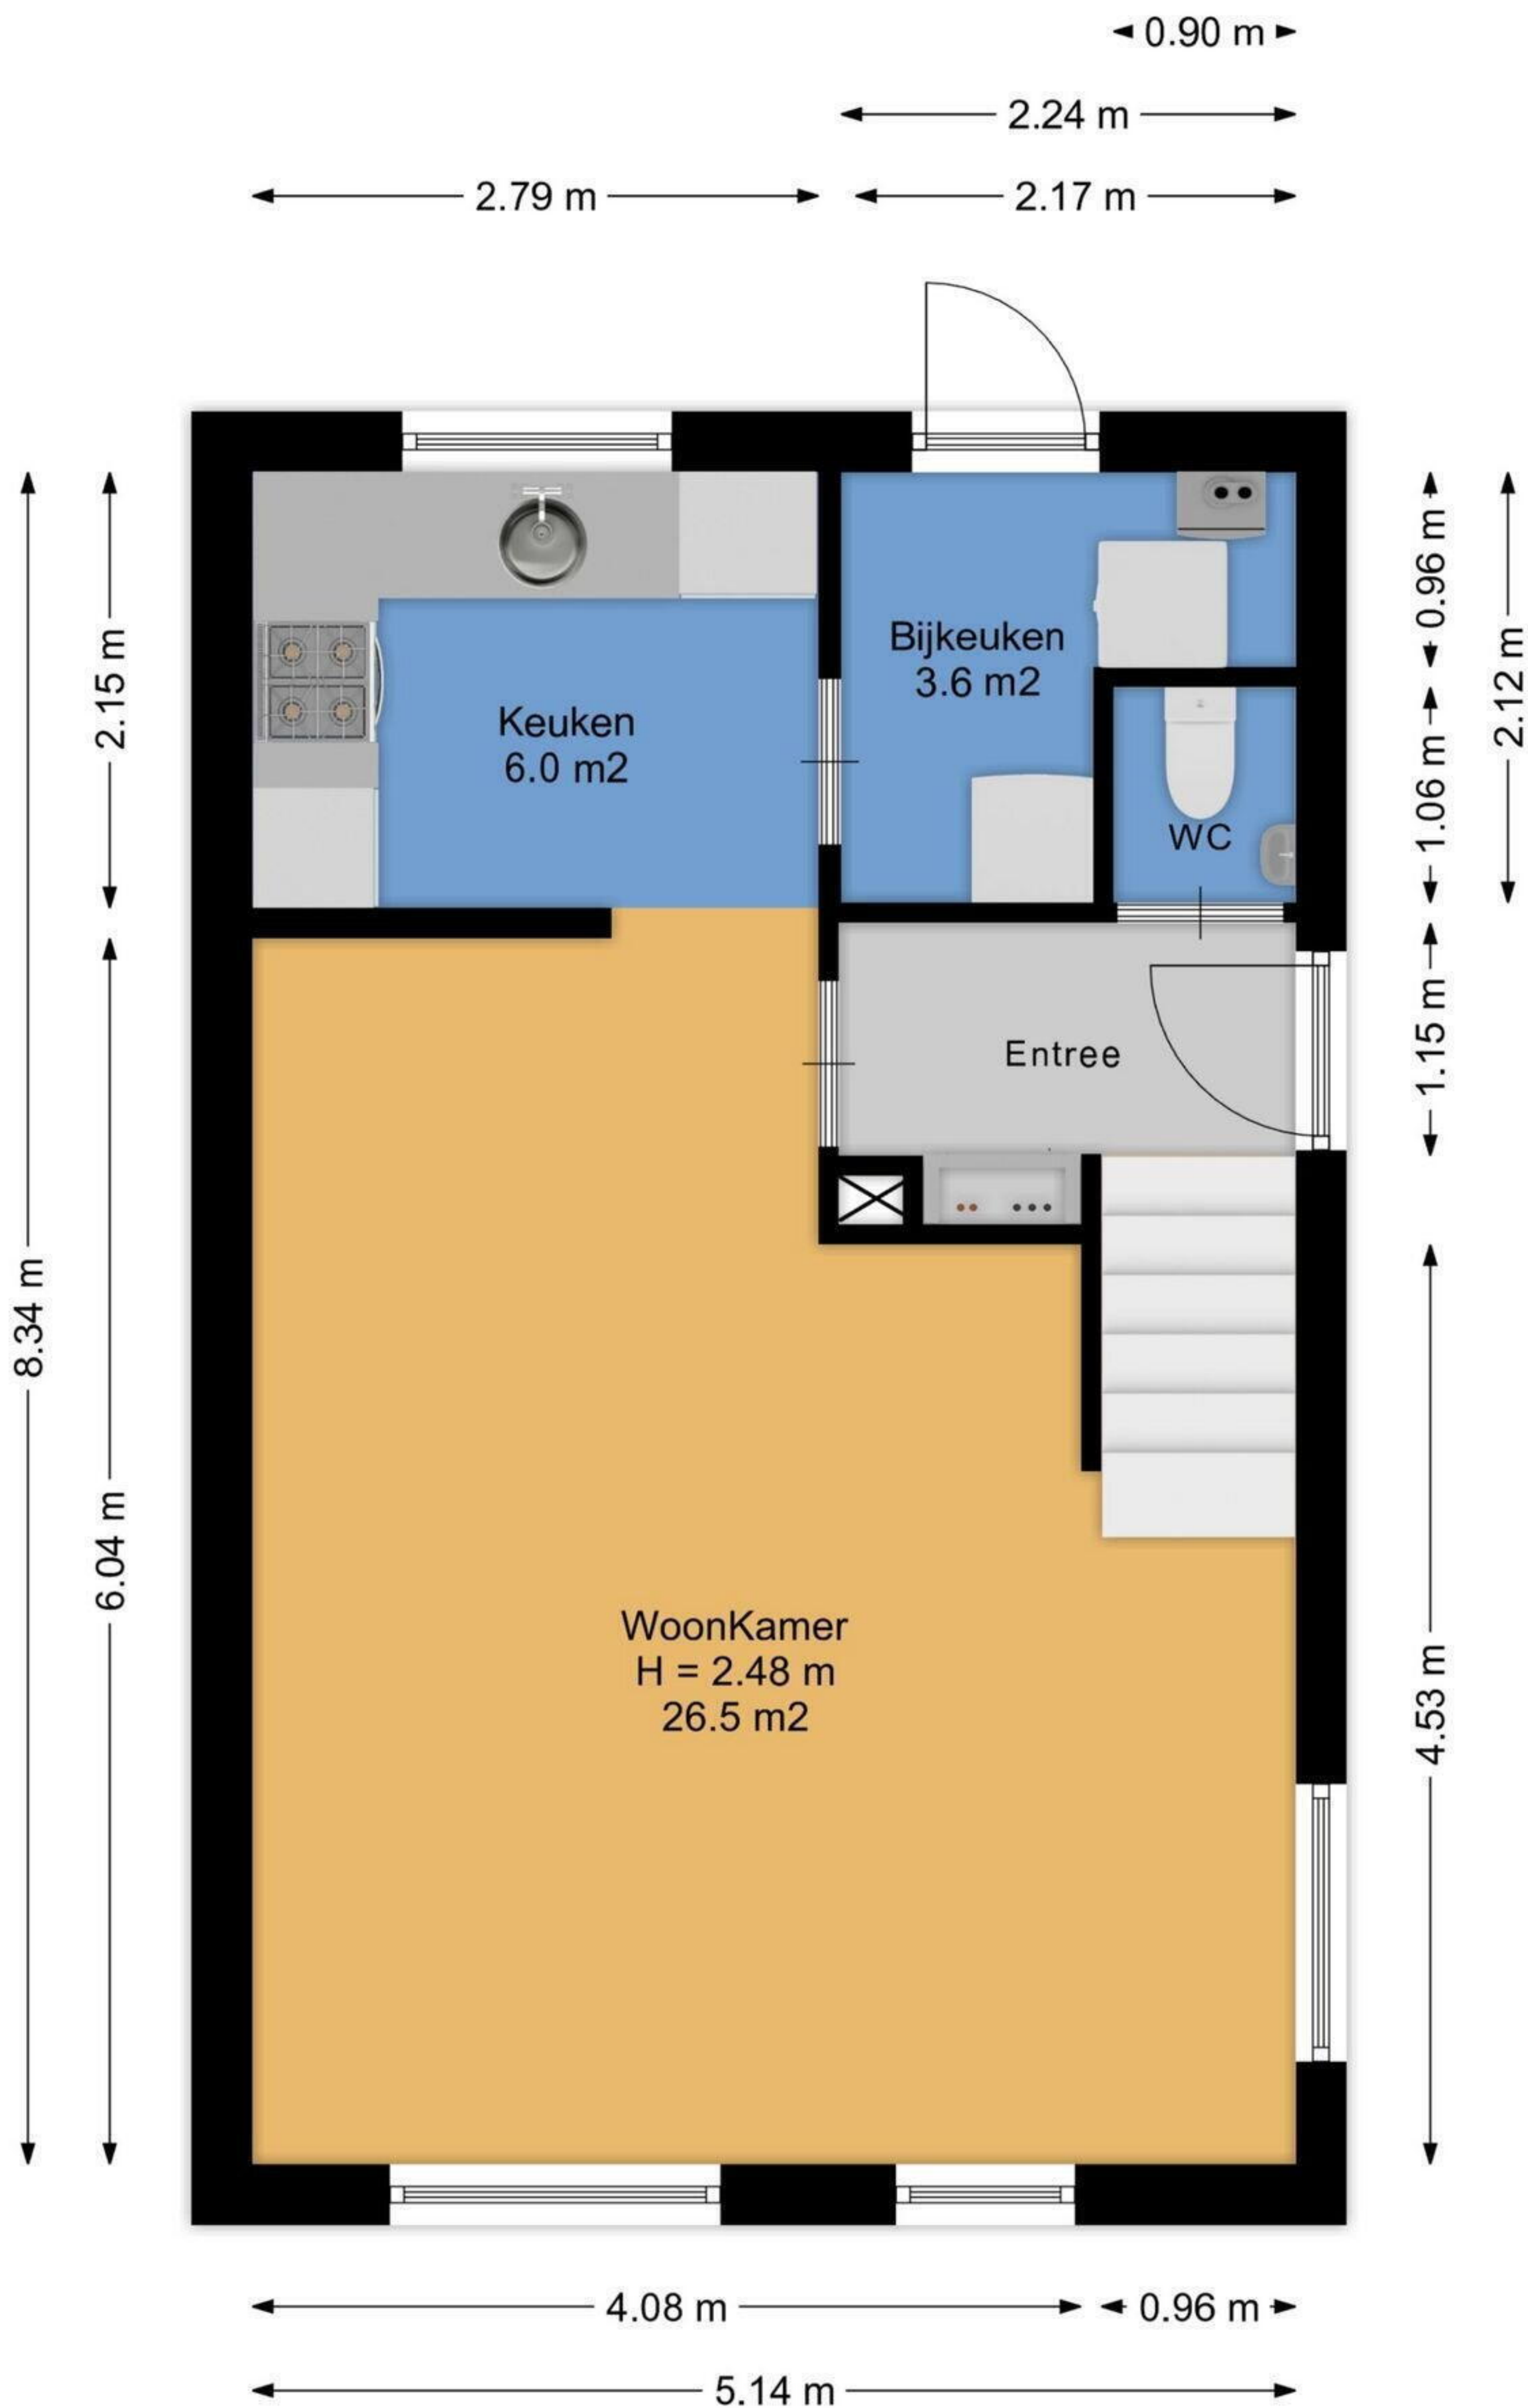 0.90 m
2.24 m
2.79 m
2.17 m
0.96 m
2.12 m
2.15 m
Bijkeuken
3.6 m2
Keuken
6.0 m2
1.06 m
WC
1.15 m
Entree
8.34 m
6.04 m
WoonKamer
H = 2.48 m
26.5 m2
4.53 m
4.08 m
0.96 m
5.14 m